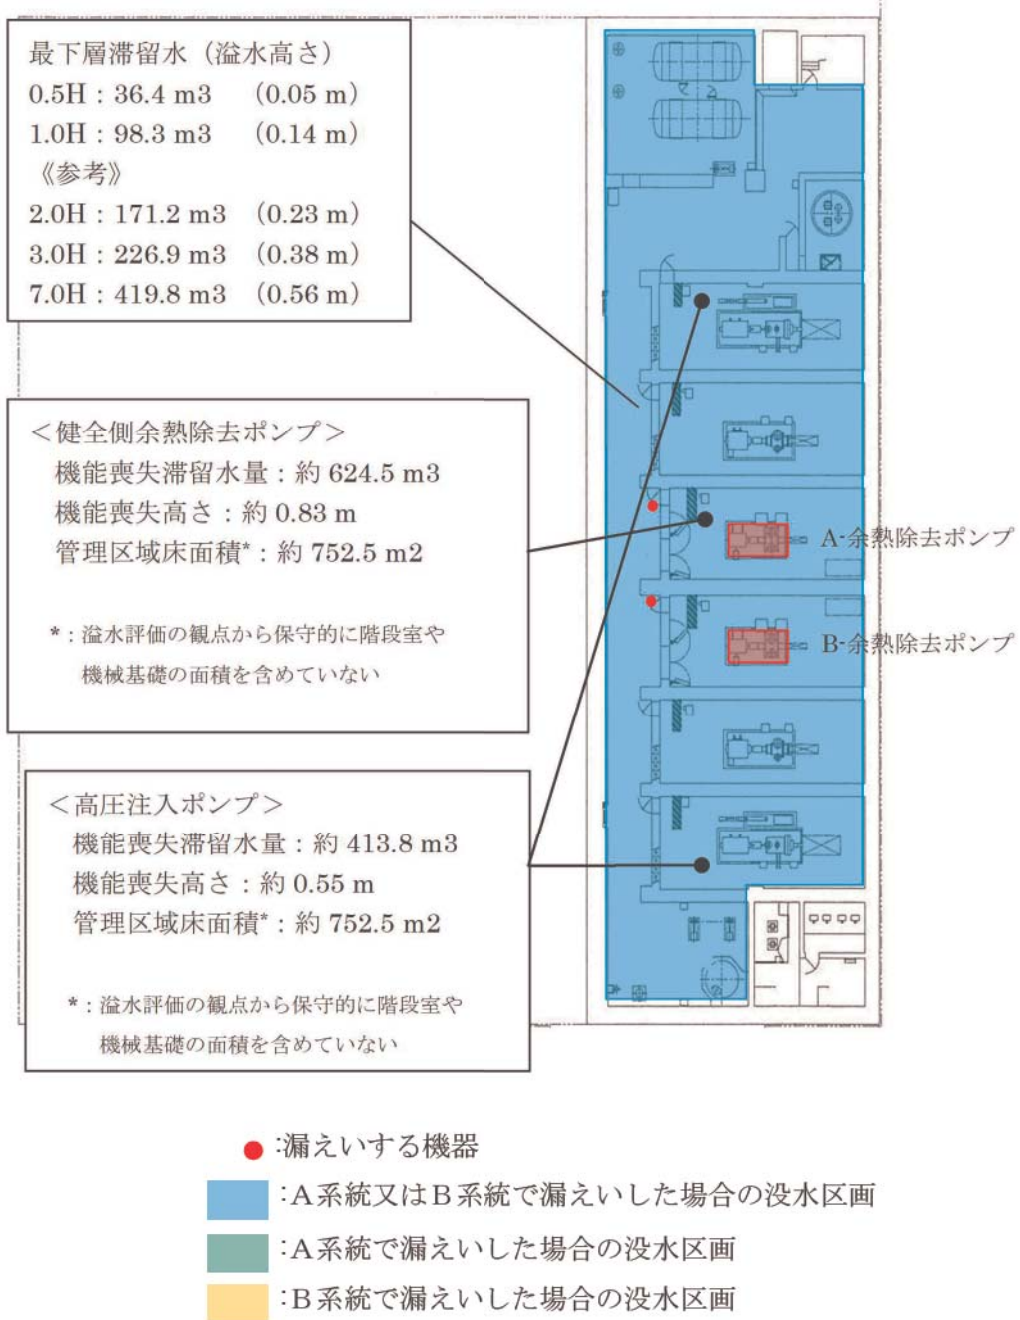 最下層滞留水（溢水高さ）
0.5H：36.4 m3 （0.05 m）
1.0H：98.3 m3 （0.14 m）
《参考》
2.0H：171.2 m3 （0.23 m）
3.0H：226.9 m3 （0.38 m）
7.0H：419.8 m3 （0.56 m）
＜健全側余熱除去ポンプ＞
機能喪失滞留水量：約 624.5 m3
機能喪失高さ：約 0.83 m
管理区域床面積*：約 752.5 m2
*：溢水評価の観点から保守的に階段室や
機械基礎の面積を含めていない
A-余熱除去ポンプ
B-余熱除去ポンプ
＜高圧注入ポンプ＞
機能喪失滞留水量：約 413.8 m3
機能喪失高さ：約 0.55 m
管理区域床面積*：約 752.5 m2
*：溢水評価の観点から保守的に階段室や
機械基礎の面積を含めていない
:漏えいする機器
:A系統又はB系統で漏えいした場合の没水区画
:A系統で漏えいした場合の没水区画
:B系統で漏えいした場合の没水区画